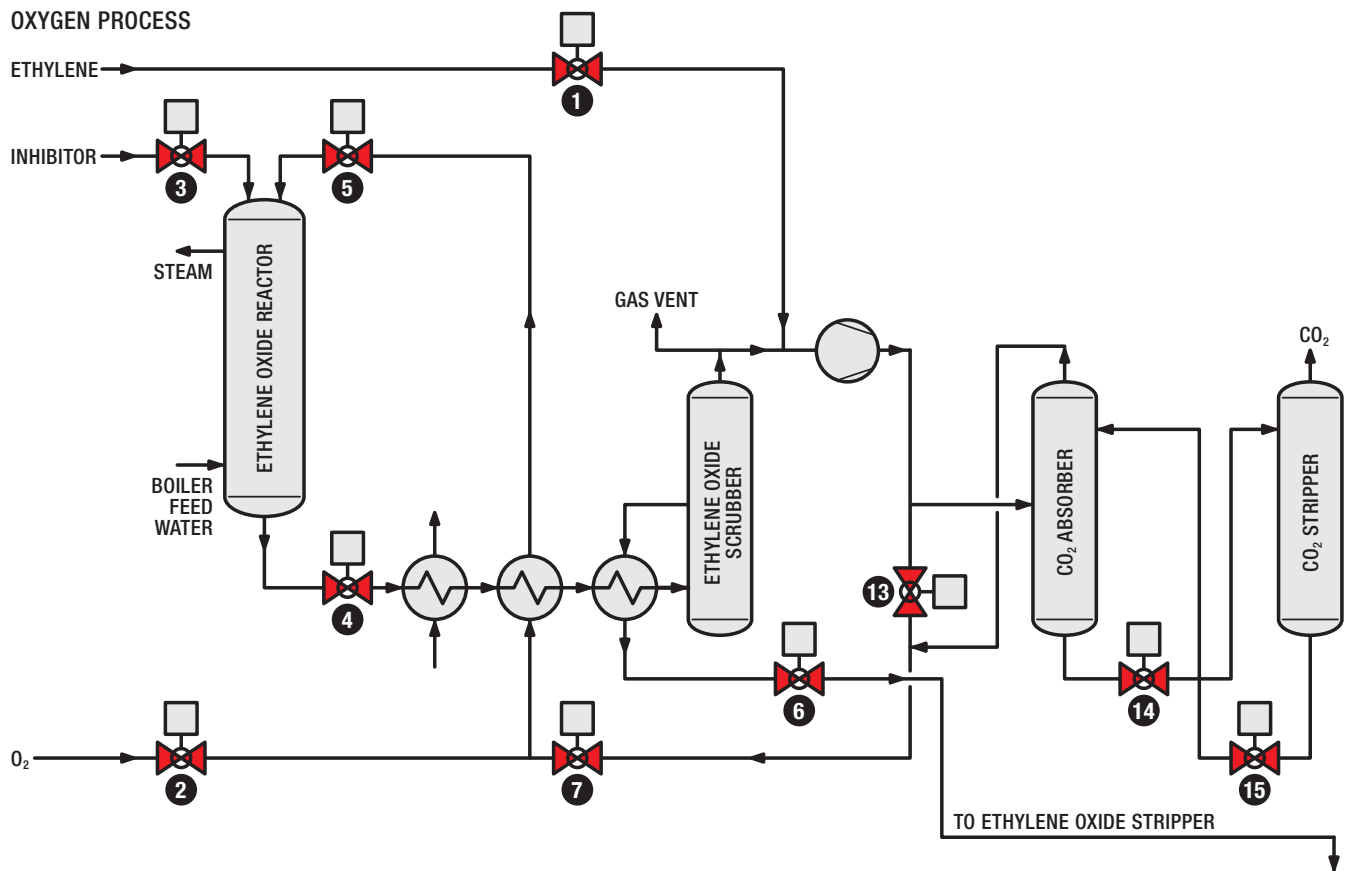 OXYGEN PROCESS
ETHYLENE
1
INHIBITOR
3
5
ETHYLENE OXIDE REACTOR
STEAM
BOILER
FEED
WATER
4
GAS VENT
ETHYLENE OXIDE
SCRUBBER
13
CO₂ ABSORBER
CO₂
CO₂ STRIPPER
6
14
15
O₂
2
7
TO ETHYLENE OXIDE STRIPPER